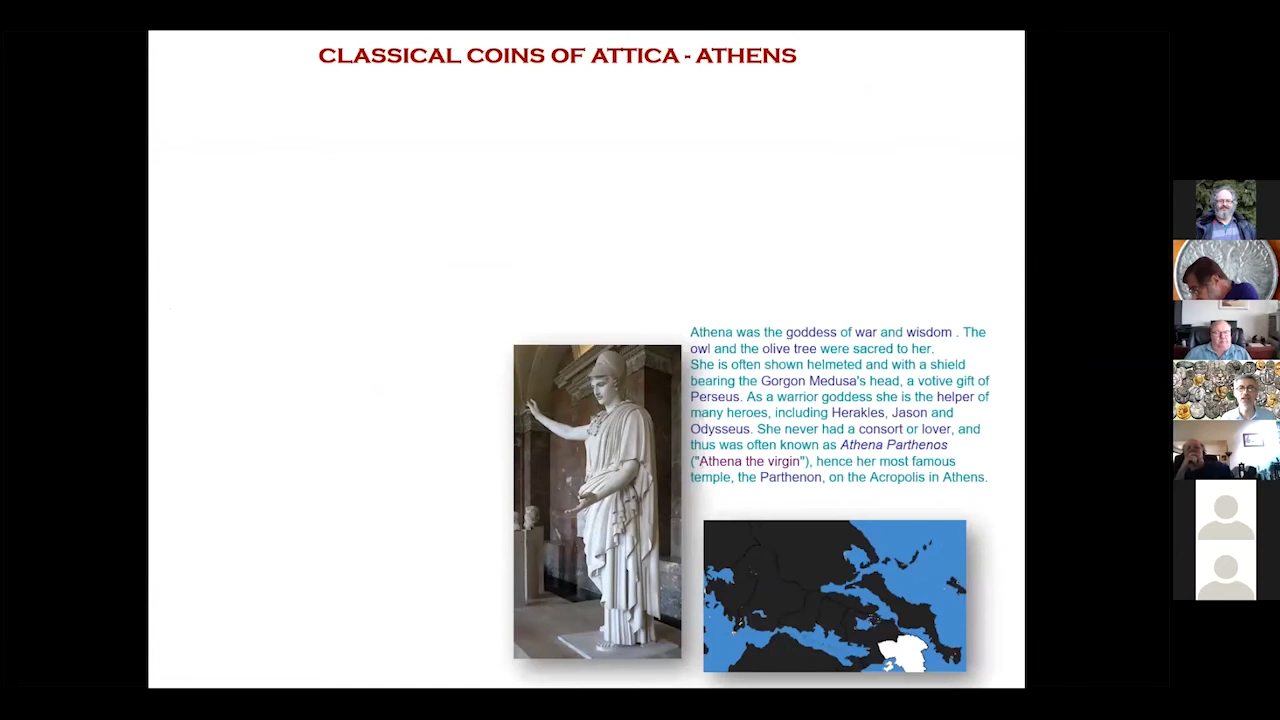 CLASSICAL COINS OF ATTICA - ATHENS
Athena was the goddess of war and wisdom . The
owl and the olive tree were sacred to her.
She is often shown helmeted and with a shield
bearing the Gorgon Medusa's head, a votive gift of
Perseus. As a warrior goddess she is the helper of
many heroes, including Herakles, Jason and
Odysseus. She never had a consort or lover, and
thus was often known as Athena Parthenos
("Athena the virgin"), hence her most famous
temple, the Parthenon, on the Acropolis in Athens.